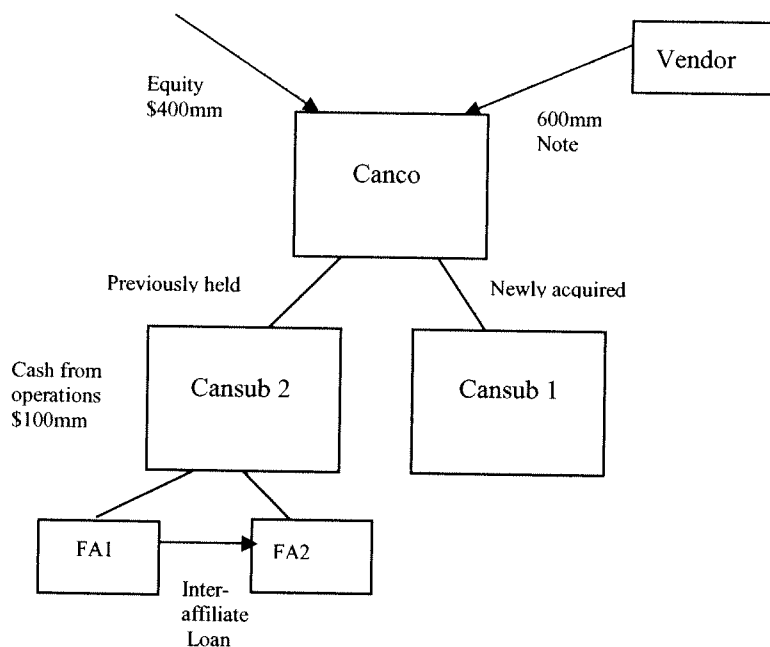 Vendor
Equity
$400mm
600mm
Note
Canco
Previously held
Newly acquired
Cash from
operations
$100mm
Cansub 2
Cansub 1
FA1
FA2
Inter-
affiliate
Loan